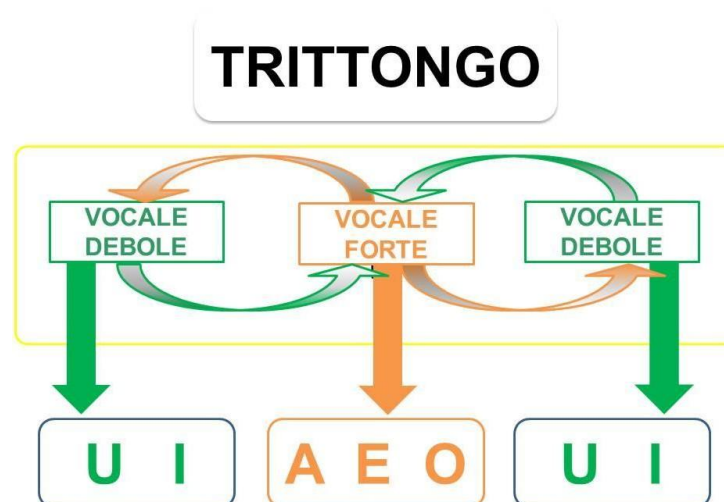 TRITTONGO
VOCALE
DEBOLE
VOCALE
FORTE
VOCALE
DEBOLE
U I
A E O
U I